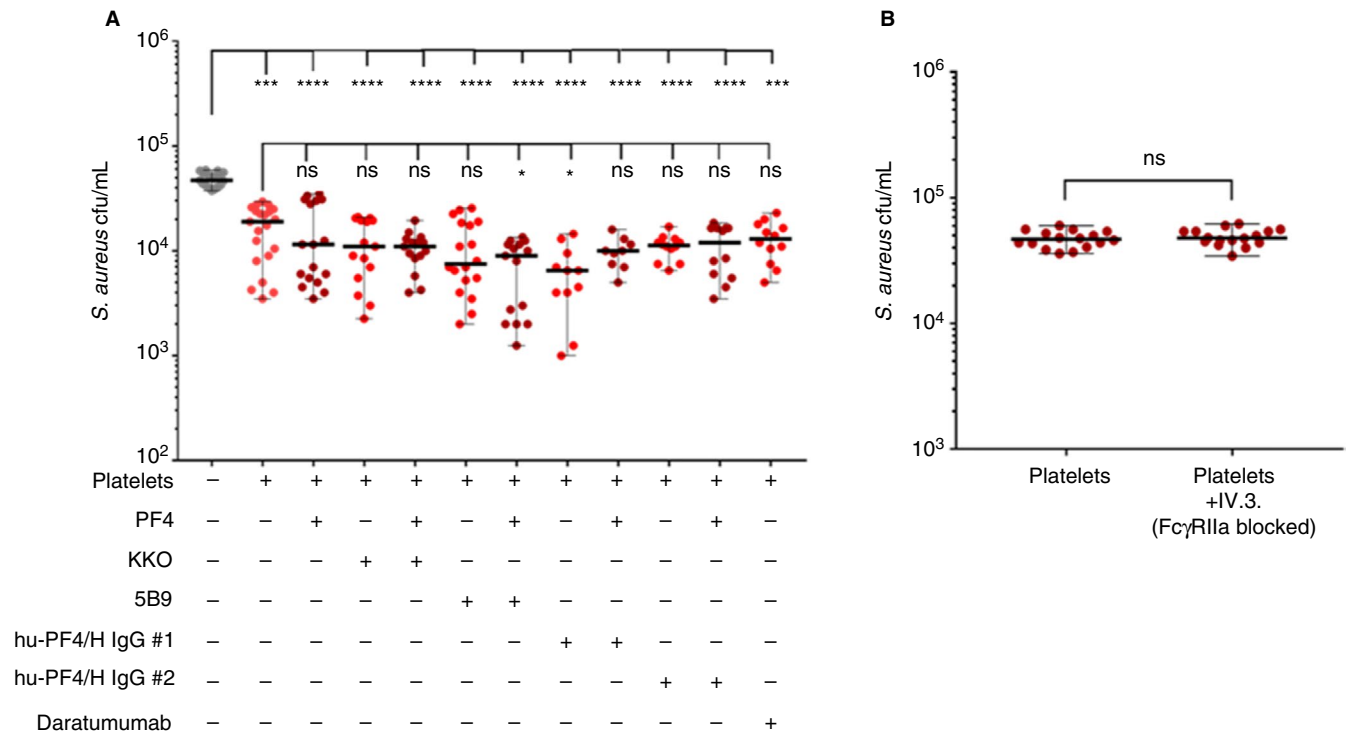 A
B
10⁶
10⁵
10⁴
10³
10²
S. aureus cfu/mL
*** **** **** **** **** **** **** **** **** **** ***
ns ns ns ns * * ns ns ns ns
Platelets – + + + + + + + + + + +
PF4 – – + – + – + – + – + –
KKO – – – + + – – – – – – –
5B9 – – – – – + + – – – – –
hu-PF4/H IgG #1 – – – – – – – + + – – –
hu-PF4/H IgG #2 – – – – – – – – – + + –
Daratumumab – – – – – – – – – – – +
10⁶
10⁵
10⁴
10³
S. aureus cfu/mL
ns
Platelets
Platelets
+IV.3.
(FcγRIIa blocked)